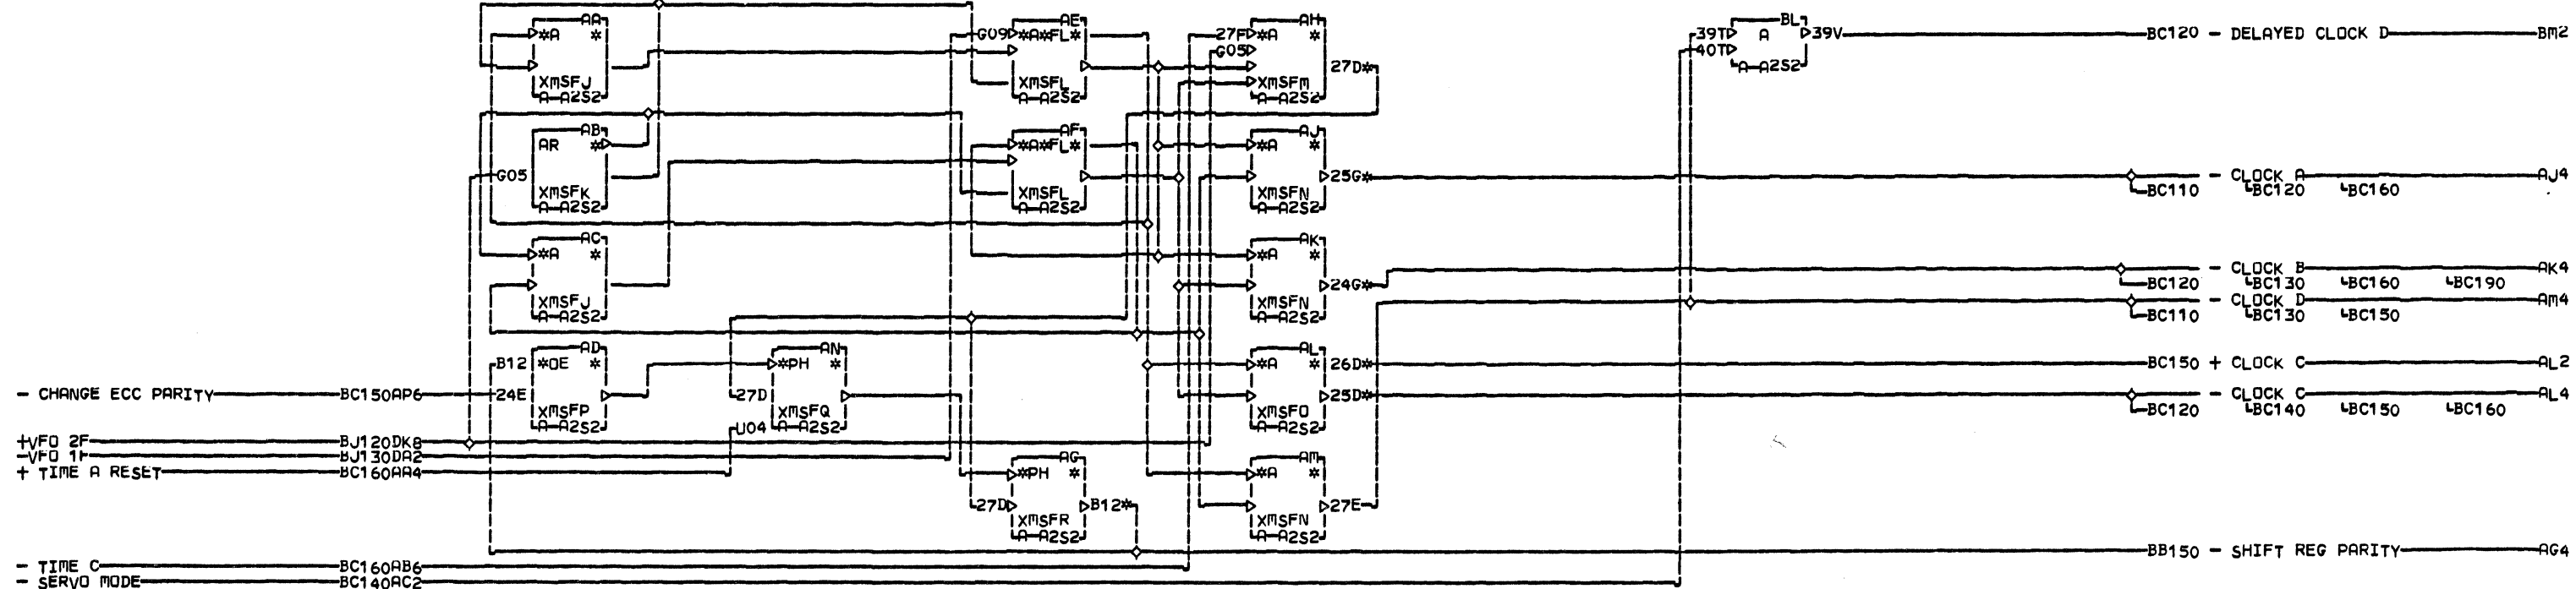 AA
*A *
XMSFJ
A-A2S2
AB
AR *
G05
XMSFK
A-A2S2
AC
*A *
XMSFJ
A-A2S2
AD
B12 *OE *
24E
XMSFP
A-A2S2
AN
*PH *
27D
XMSFQ
A-A2S2
U04
AE
G09 *A*FL*
XMSFL
A-A2S2
AF
*A*FL*
XMSFL
A-A2S2
AG
*PH *
27D B12*
XMSFR
A-A2S2
AH
27F *A *
G05
27D*
XMSFM
A-A2S2
AJ
*A *
25G*
XMSFN
A-A2S2
AK
*A *
24G*
XMSFN
A-A2S2
AL
*A * 26D*
25D*
XMSFO
A-A2S2
AM
*A *
27E
XMSFN
A-A2S2
BL
39T A 39V
40T
A-A2S2
- CHANGE ECC PARITY BC150AP6
+VFO 2F BJ120DK8
-VFO 1F BJ130DA2
+ TIME A RESET BC160AA4
- TIME C BC160AB6
- SERVO MODE BC140AC2
BC120 - DELAYED CLOCK D BM2
- CLOCK A AJ4
BC110 BC120 BC160
- CLOCK B AK4
BC120 BC130 BC160 BC190
- CLOCK D AM4
BC110 BC130 BC150
BC150 + CLOCK C AL2
- CLOCK C AL4
BC120 BC140 BC150 BC160
BB150 - SHIFT REG PARITY AG4